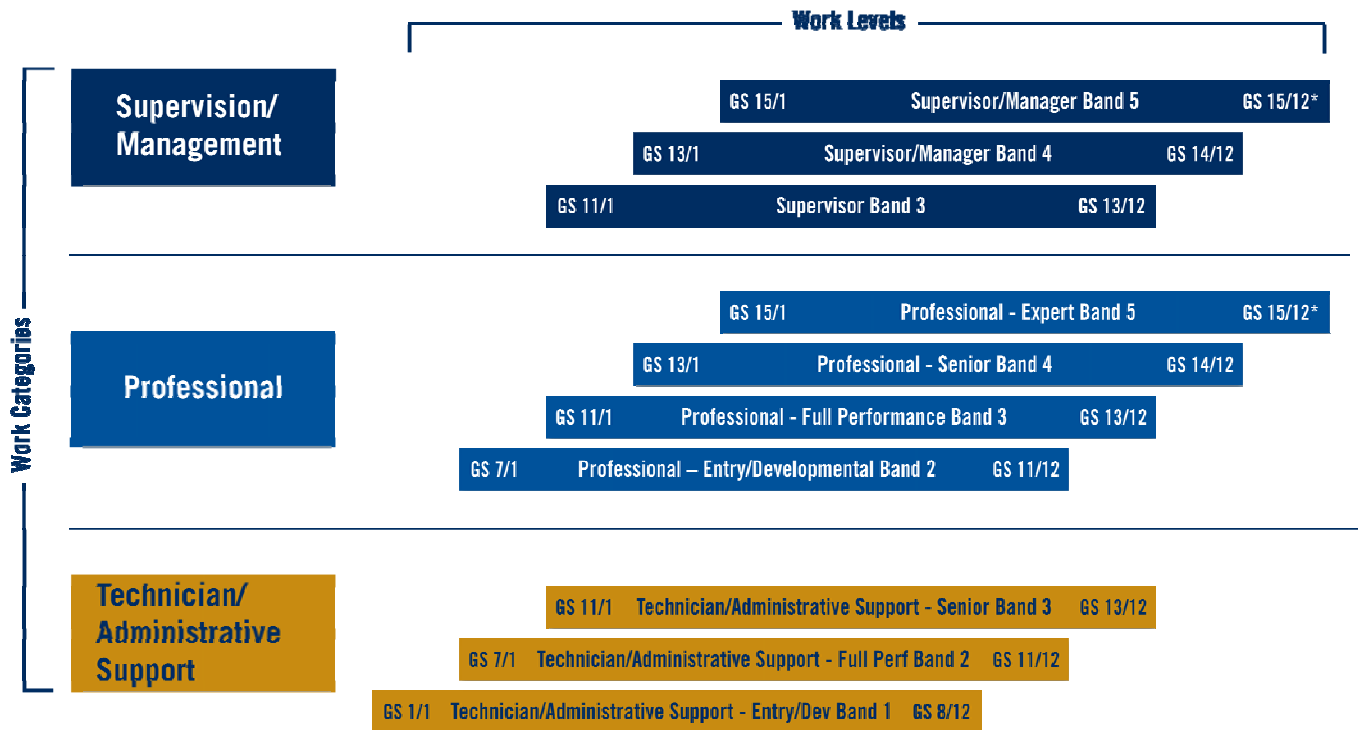 Work Levels
Work Categories
Supervision/
Management
GS 15/1 Supervisor/Manager Band 5 GS 15/12*
GS 13/1 Supervisor/Manager Band 4 GS 14/12
GS 11/1 Supervisor Band 3 GS 13/12
Professional
GS 15/1 Professional - Expert Band 5 GS 15/12*
GS 13/1 Professional - Senior Band 4 GS 14/12
GS 11/1 Professional - Full Performance Band 3 GS 13/12
GS 7/1 Professional – Entry/Developmental Band 2 GS 11/12
Technician/
Administrative
Support
GS 11/1 Technician/Administrative Support - Senior Band 3 GS 13/12
GS 7/1 Technician/Administrative Support - Full Perf Band 2 GS 11/12
GS 1/1 Technician/Administrative Support - Entry/Dev Band 1 GS 8/12